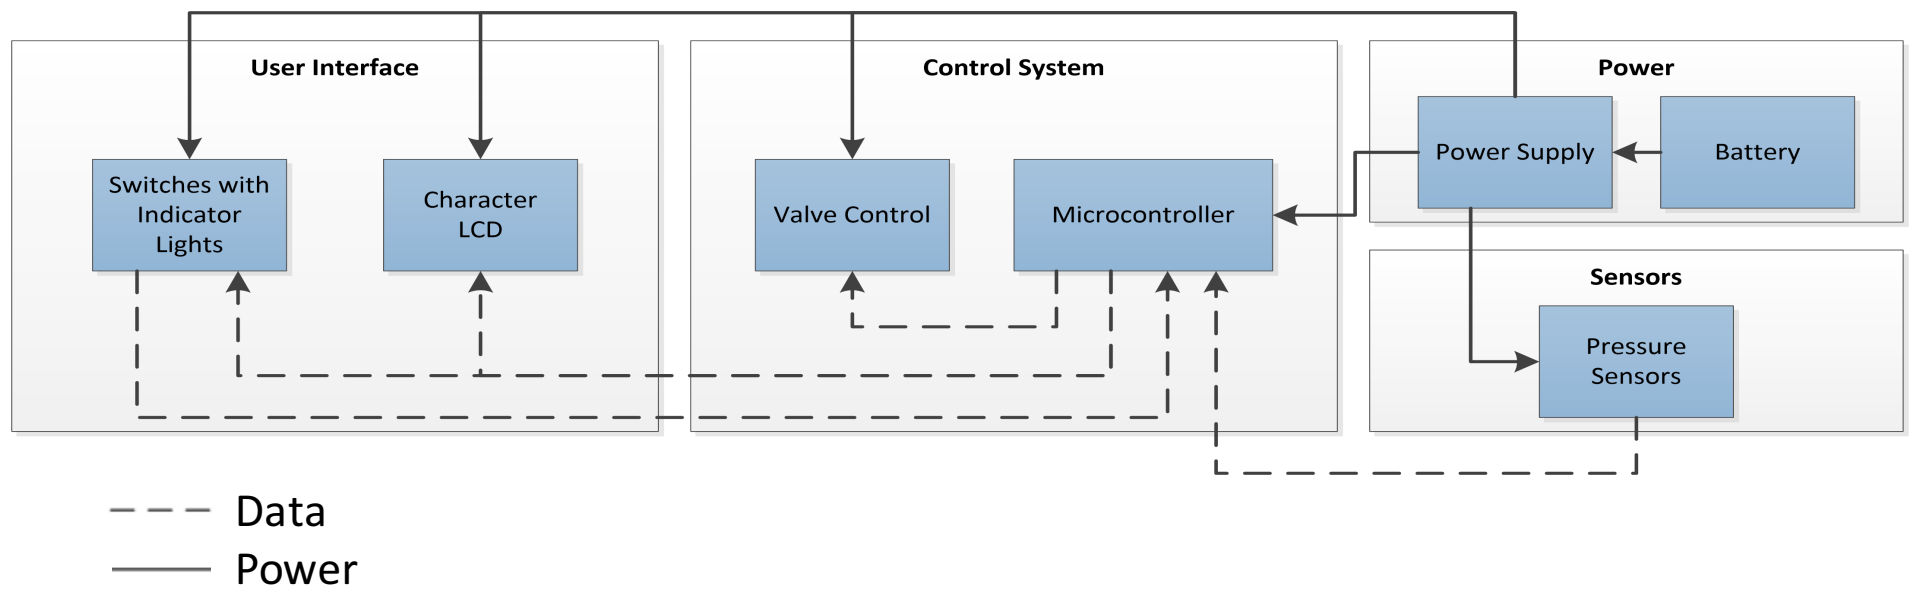 User Interface
Switches with
Indicator
Lights
Character
LCD
Control System
Valve Control
Microcontroller
Power
Power Supply
Battery
Sensors
Pressure
Sensors
Data
Power